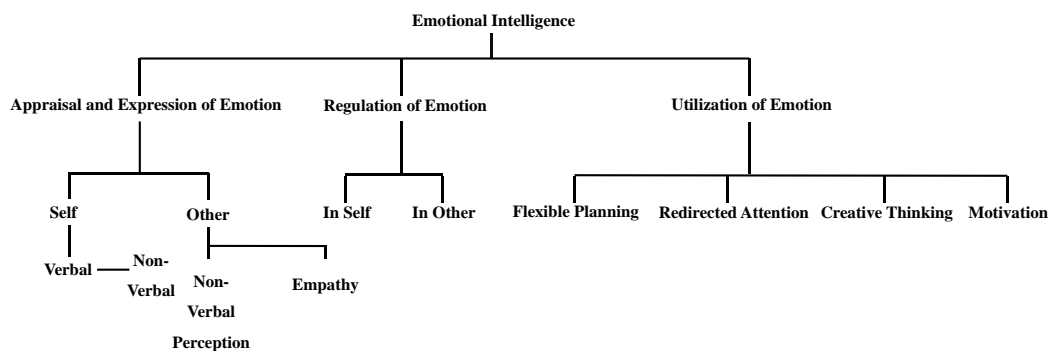 Emotional Intelligence
Appraisal and Expression of Emotion
Regulation of Emotion
Utilization of Emotion
Self
Other
In Self
In Other
Flexible Planning
Redirected Attention
Creative Thinking
Motivation
Verbal
Non-
Verbal
Non-
Verbal
Perception
Empathy